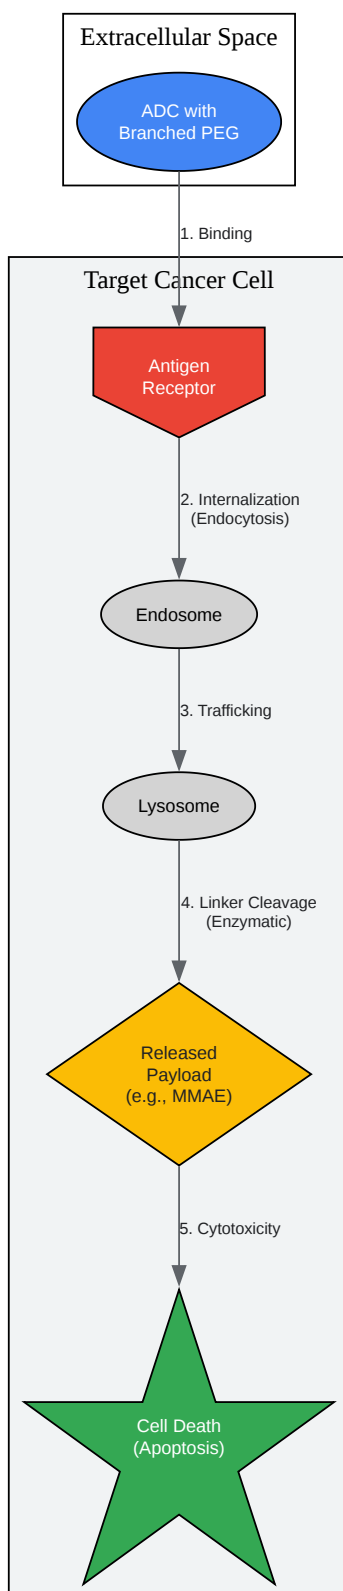 Extracellular Space
ADC with
Branched PEG
1. Binding
Target Cancer Cell
Antigen
Receptor
2. Internalization
(Endocytosis)
Endosome
3. Trafficking
Lysosome
4. Linker Cleavage
(Enzymatic)
Released
Payload
(e.g., MMAE)
5. Cytotoxicity
Cell Death
(Apoptosis)